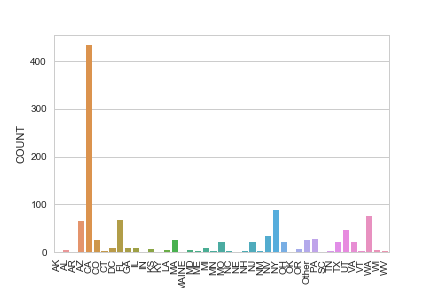 400
300
200
100
0
COUNT
AK AL AR AZ CA CO CT DC FL GA IL IN KS KY LA MA MAINE MD ME MI MN MO NC NE NH NJ NM NV NY OH OK OR Other PA SC TN TX UT VA VT WA WI WV